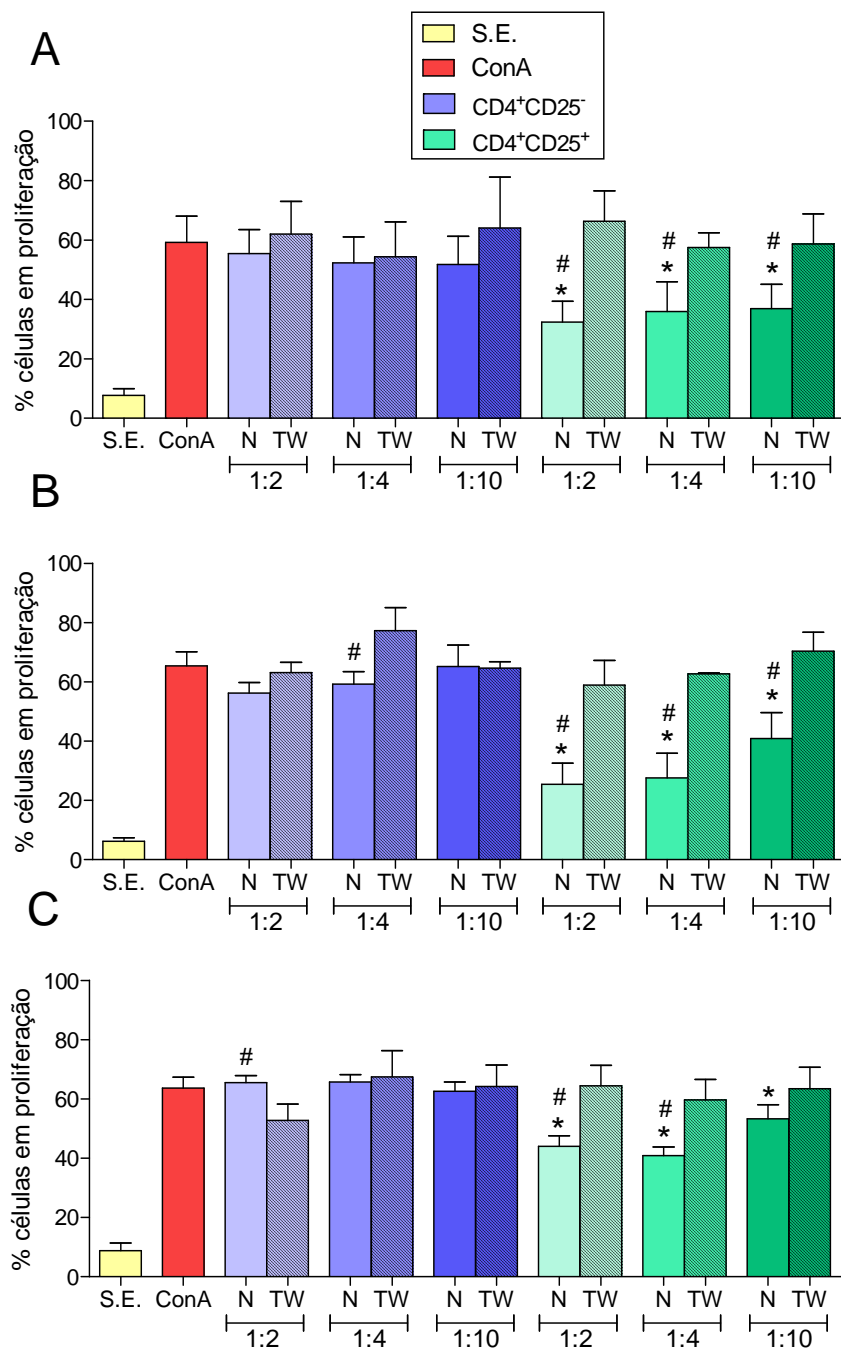 A
S.E.
ConA
CD4⁺CD25⁻
CD4⁺CD25⁺
% células em proliferação
100
80
60
40
20
0
# # #
* * *
S.E. ConA N TW N TW N TW N TW N TW N TW
1:2 1:4 1:10 1:2 1:4 1:10
B
% células em proliferação
100
80
60
40
20
0
# # # #
* * *
S.E. ConA N TW N TW N TW N TW N TW N TW
1:2 1:4 1:10 1:2 1:4 1:10
C
% células em proliferação
100
80
60
40
20
0
# # # *
* *
S.E. ConA N TW N TW N TW N TW N TW N TW
1:2 1:4 1:10 1:2 1:4 1:10